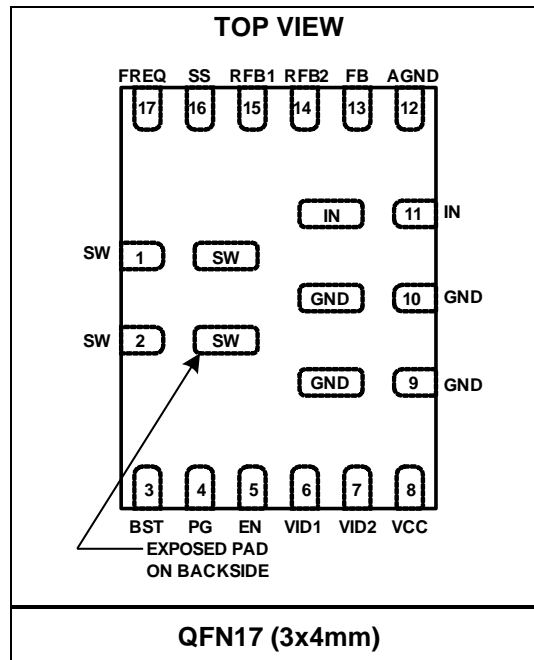 TOP VIEW
FREQ SS RFB1 RFB2 FB AGND
17 16 15 14 13 12
IN 11 IN
SW 1 SW
GND 10 GND
SW 2 SW
GND 9 GND
3 4 5 6 7 8
BST PG EN VID1 VID2 VCC
EXPOSED PAD
ON BACKSIDE
QFN17 (3x4mm)